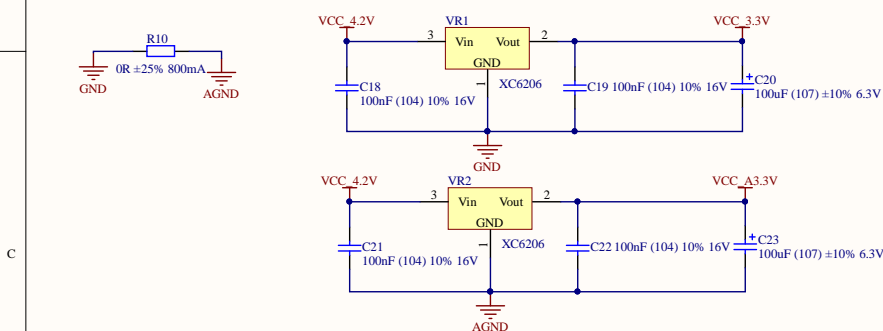 R10
0R ±25% 800mA
GND
AGND
VCC_4.2V
VR1
VCC_3.3V
3
Vin
Vout
2
GND
1
XC6206
C18
100nF (104) 10% 16V
C19 100nF (104) 10% 16V
+
C20
100uF (107) ±10% 6.3V
GND
VCC_4.2V
VR2
VCC_A3.3V
3
Vin
Vout
2
GND
1
XC6206
C
C21
100nF (104) 10% 16V
C22 100nF (104) 10% 16V
+
C23
100uF (107) ±10% 6.3V
AGND